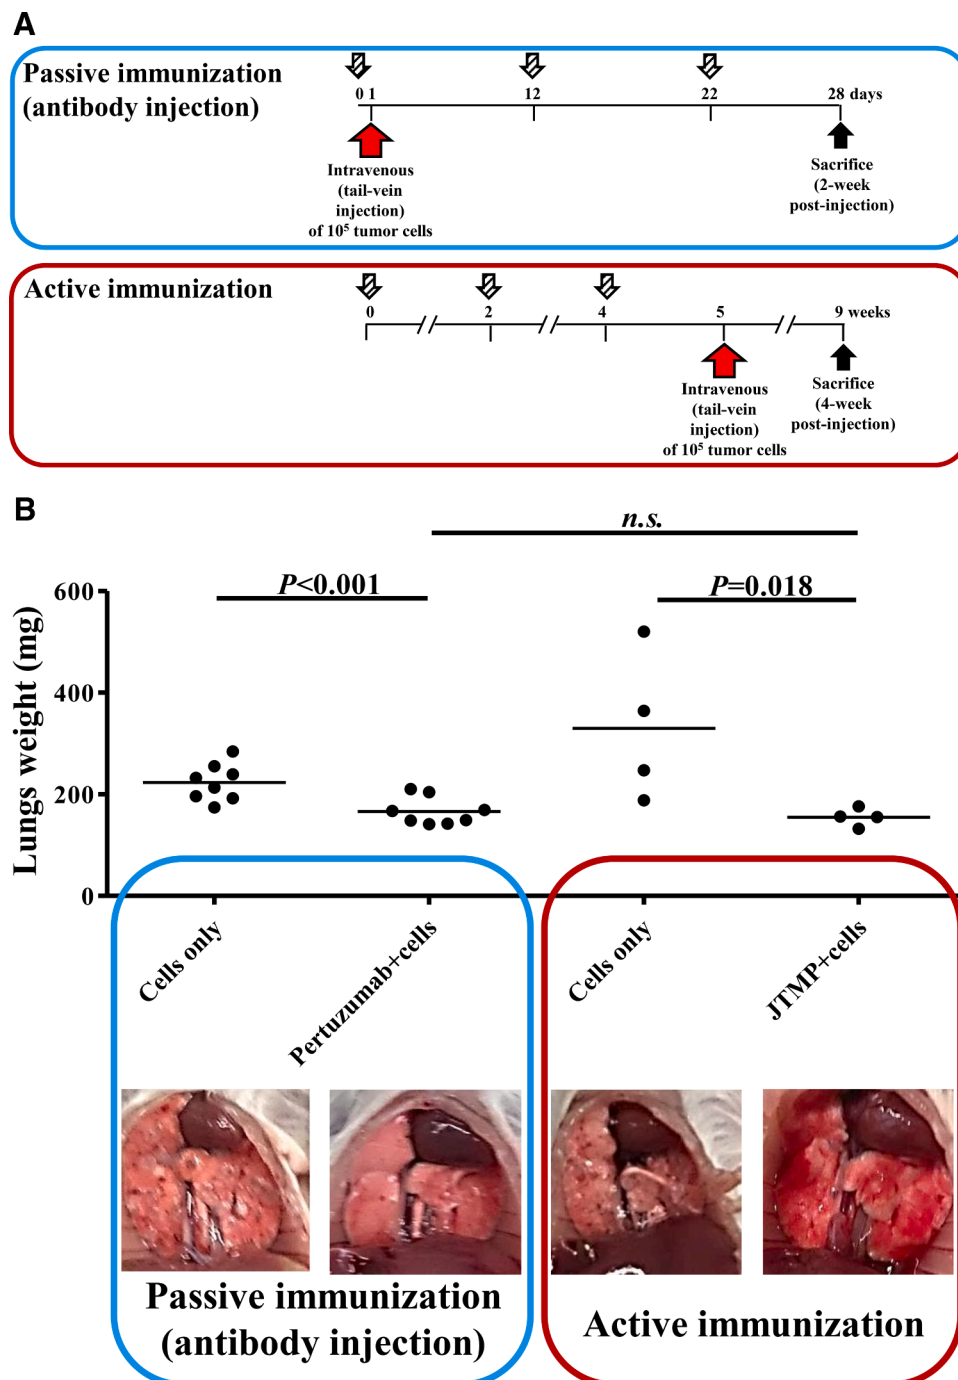 A
Passive immunization
(antibody injection)
0 1 12 22 28 days
Intravenous
(tail-vein
injection)
of 10⁵ tumor cells
Sacrifice
(2-week
post-injection)
Active immunization
0 2 4 5 9 weeks
Intravenous
(tail-vein
injection)
of 10⁵ tumor cells
Sacrifice
(4-week
post-injection)
B
n.s.
P<0.001
P=0.018
Lungs weight (mg)
600
400
200
0
Cells only
Pertuzumab+cells
Cells only
JTMP+cells
Passive immunization
(antibody injection)
Active immunization